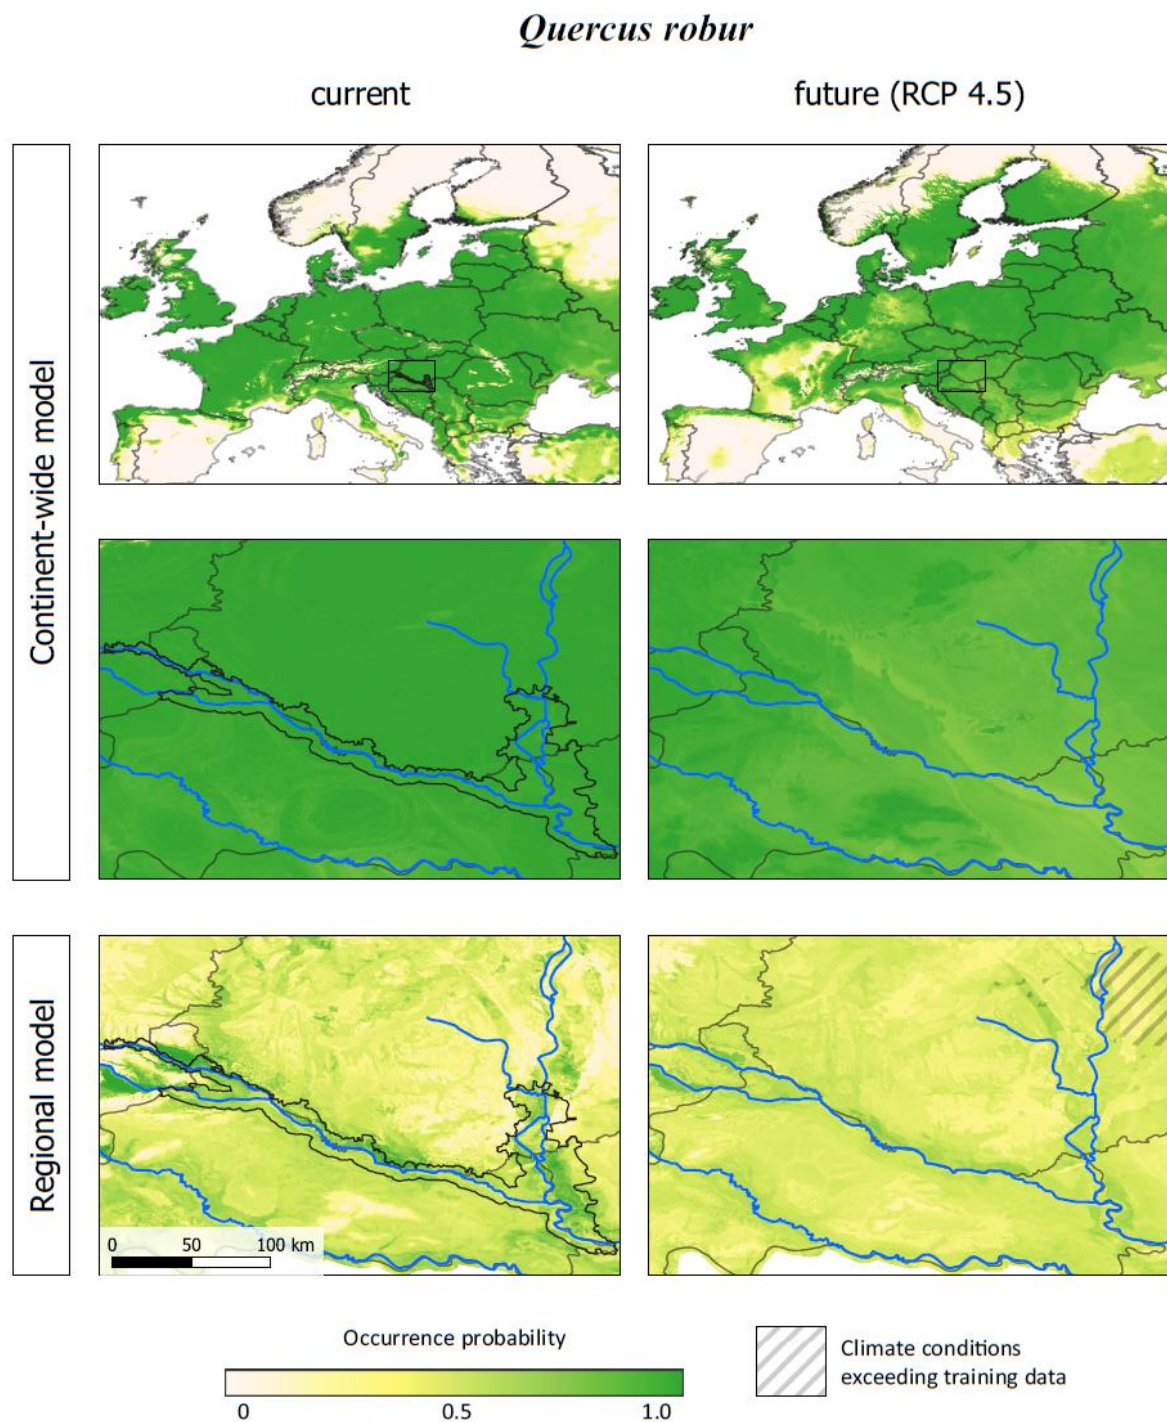 Quercus robur
current
future (RCP 4.5)
Continent-wide model
Regional model
0 50 100 km
Occurrence probability
0 0.5 1.0
Climate conditions
exceeding training data